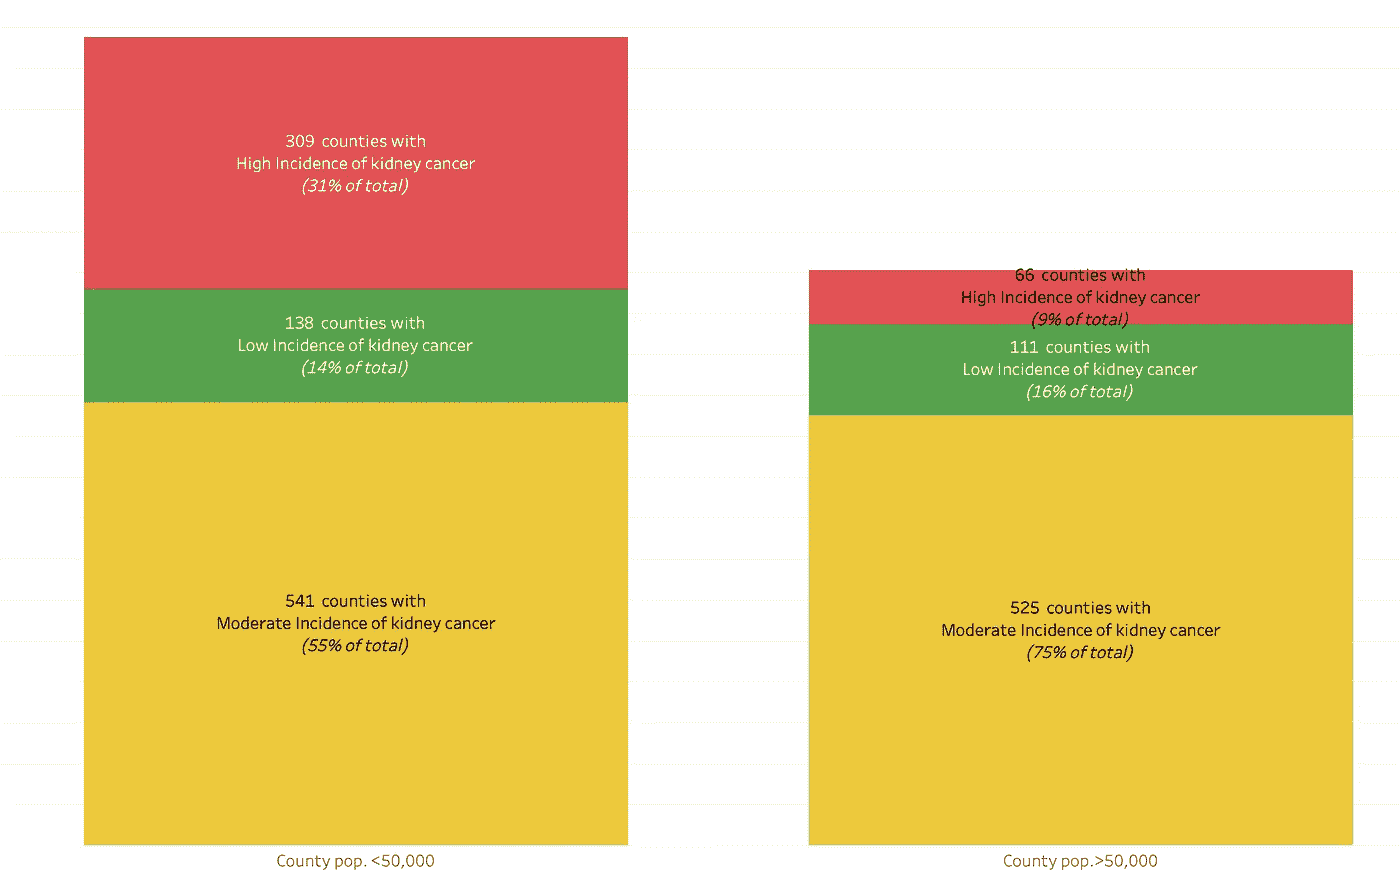 309 counties with
High Incidence of kidney cancer
(31% of total)
138 counties with
Low Incidence of kidney cancer
(14% of total)
541 counties with
Moderate Incidence of kidney cancer
(55% of total)
County pop. <50,000
66 counties with
High Incidence of kidney cancer
(9% of total)
111 counties with
Low Incidence of kidney cancer
(16% of total)
525 counties with
Moderate Incidence of kidney cancer
(75% of total)
County pop.>50,000